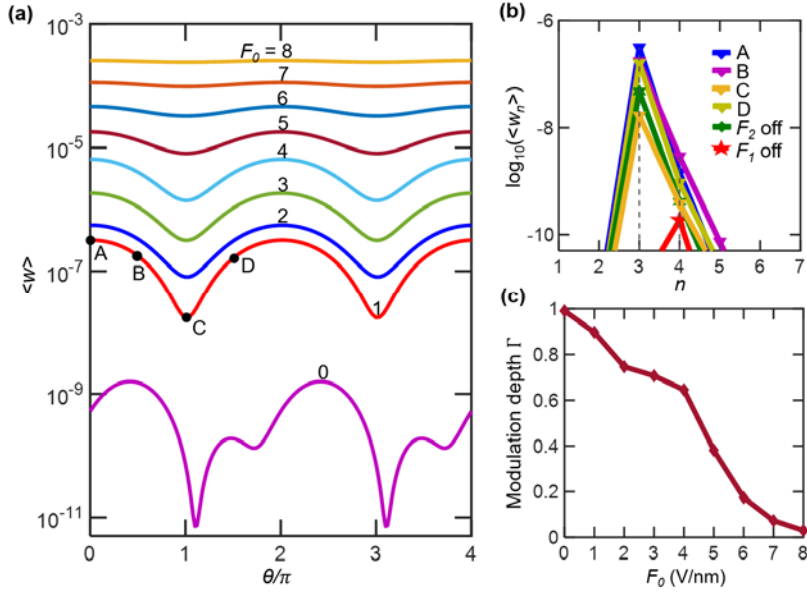 (a)
10⁻³
10⁻⁵
10⁻⁷
10⁻⁹
10⁻¹¹
<w>
F₀ = 8
7
6
5
4
3
2
1
0
A
B
C
D
0 1 2 3 4
θ/π
(b)
-6
-8
-10
log₁₀(<wₙ>)
A
B
C
D
F₂ off
F₁ off
1 2 3 4 5 6 7
n
(c)
1
0.8
0.6
0.4
0.2
0
Modulation depth Γ
0 1 2 3 4 5 6 7 8
F₀ (V/nm)